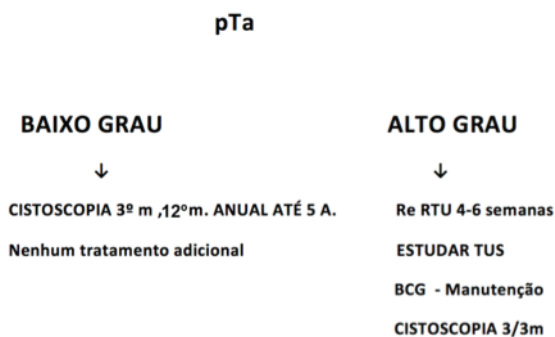 pTa
BAIXO GRAU
↓
CISTOSCOPIA 3º m ,12ºm. ANUAL ATÉ 5 A.
Nenhum tratamento adicional
ALTO GRAU
↓
Re RTU 4-6 semanas
ESTUDAR TUS
BCG - Manutenção
CISTOSCOPIA 3/3m